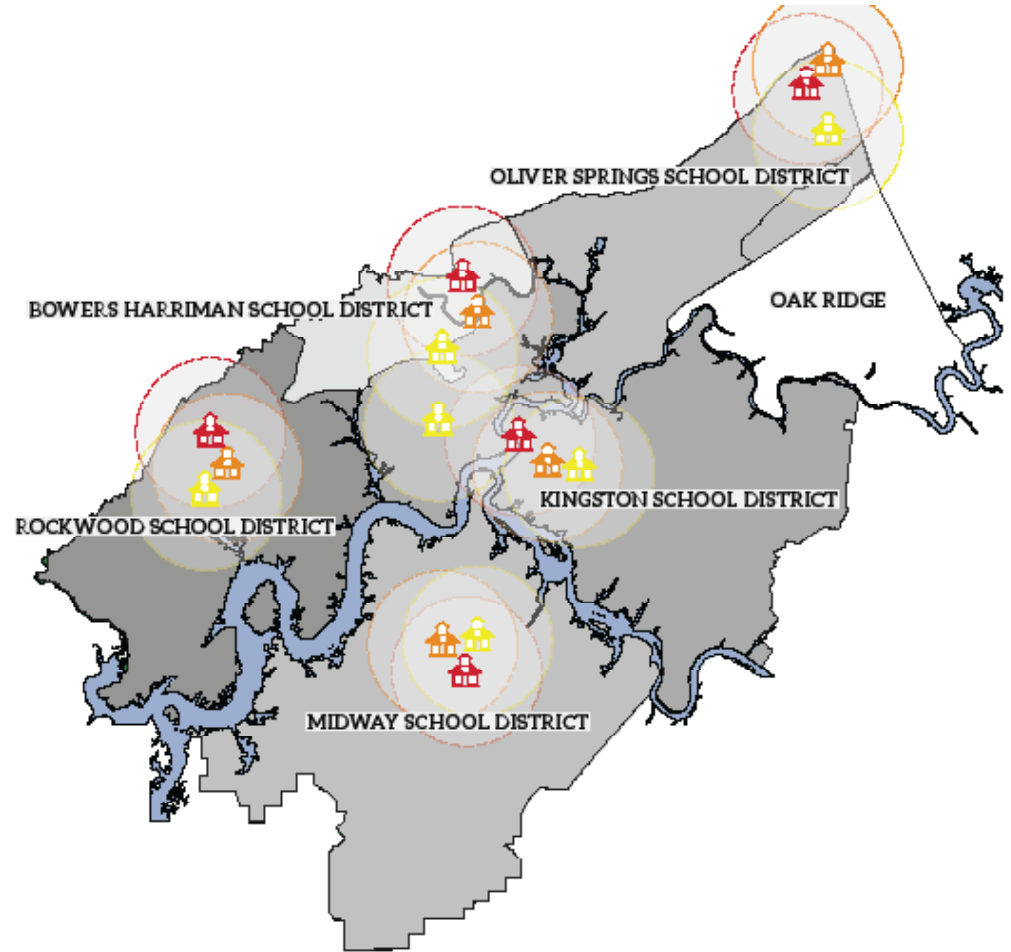 OLIVER SPRINGS SCHOOL DISTRICT
OAK RIDGE
BOWERS HARRIMAN SCHOOL DISTRICT
KINGSTON SCHOOL DISTRICT
ROCKWOOD SCHOOL DISTRICT
MIDWAY SCHOOL DISTRICT